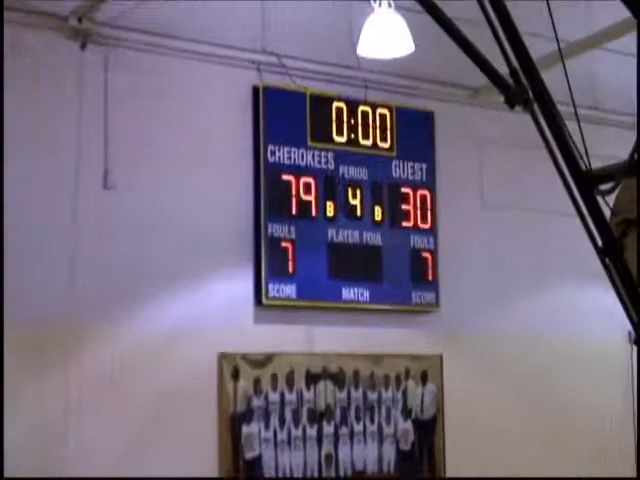 0:00
CHEROKEES PERIOD GUEST
79 B 4 B 30
FOULS PLAYER FOUL FOULS
7 7
SCORE MATCH SCORE